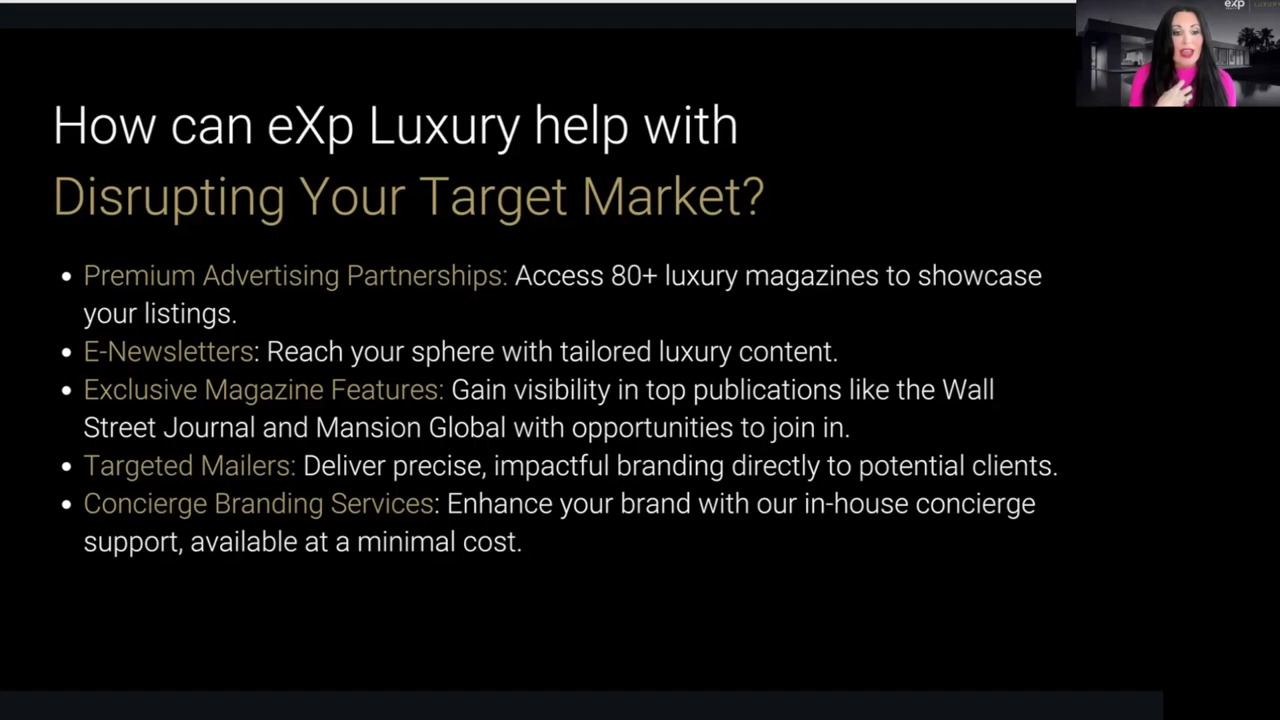 exp LUXURY
How can eXp Luxury help with
Disrupting Your Target Market?
• Premium Advertising Partnerships: Access 80+ luxury magazines to showcase
your listings.
• E-Newsletters: Reach your sphere with tailored luxury content.
• Exclusive Magazine Features: Gain visibility in top publications like the Wall
Street Journal and Mansion Global with opportunities to join in.
• Targeted Mailers: Deliver precise, impactful branding directly to potential clients.
• Concierge Branding Services: Enhance your brand with our in-house concierge
support, available at a minimal cost.